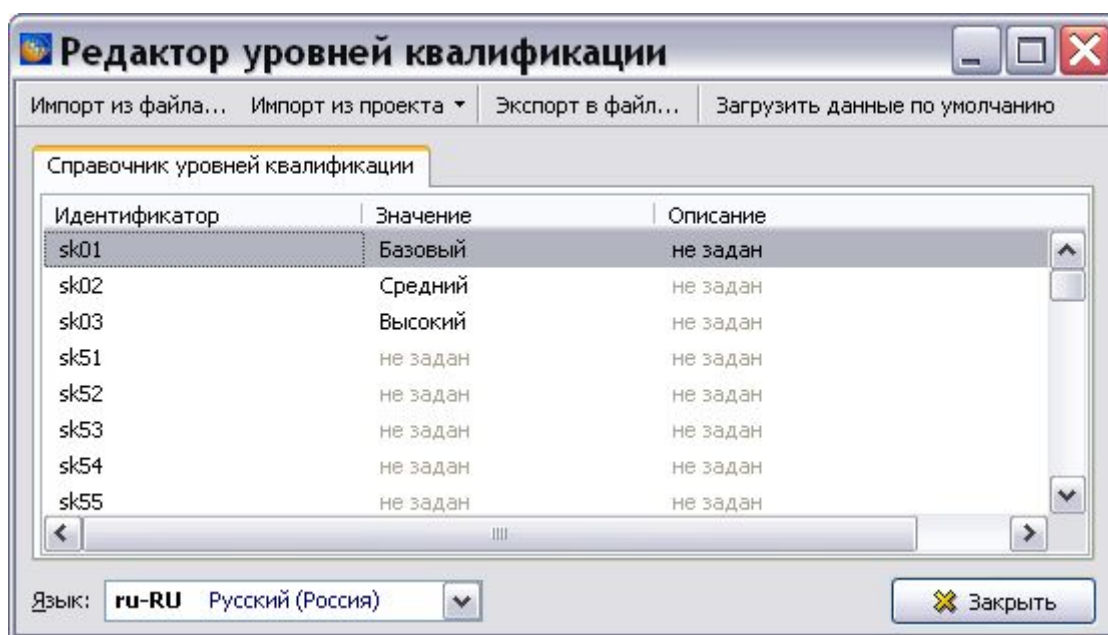 Редактор уровней квалификации
Импорт из файла... Импорт из проекта Экспорт в файл... Загрузить данные по умолчанию
Справочник уровней квалификации
Идентификатор Значение Описание
sk01 Базовый не задан
sk02 Средний не задан
sk03 Высокий не задан
sk51 не задан не задан
sk52 не задан не задан
sk53 не задан не задан
sk54 не задан не задан
sk55 не задан не задан
Язык: ru-RU Русский (Россия) Закрыть